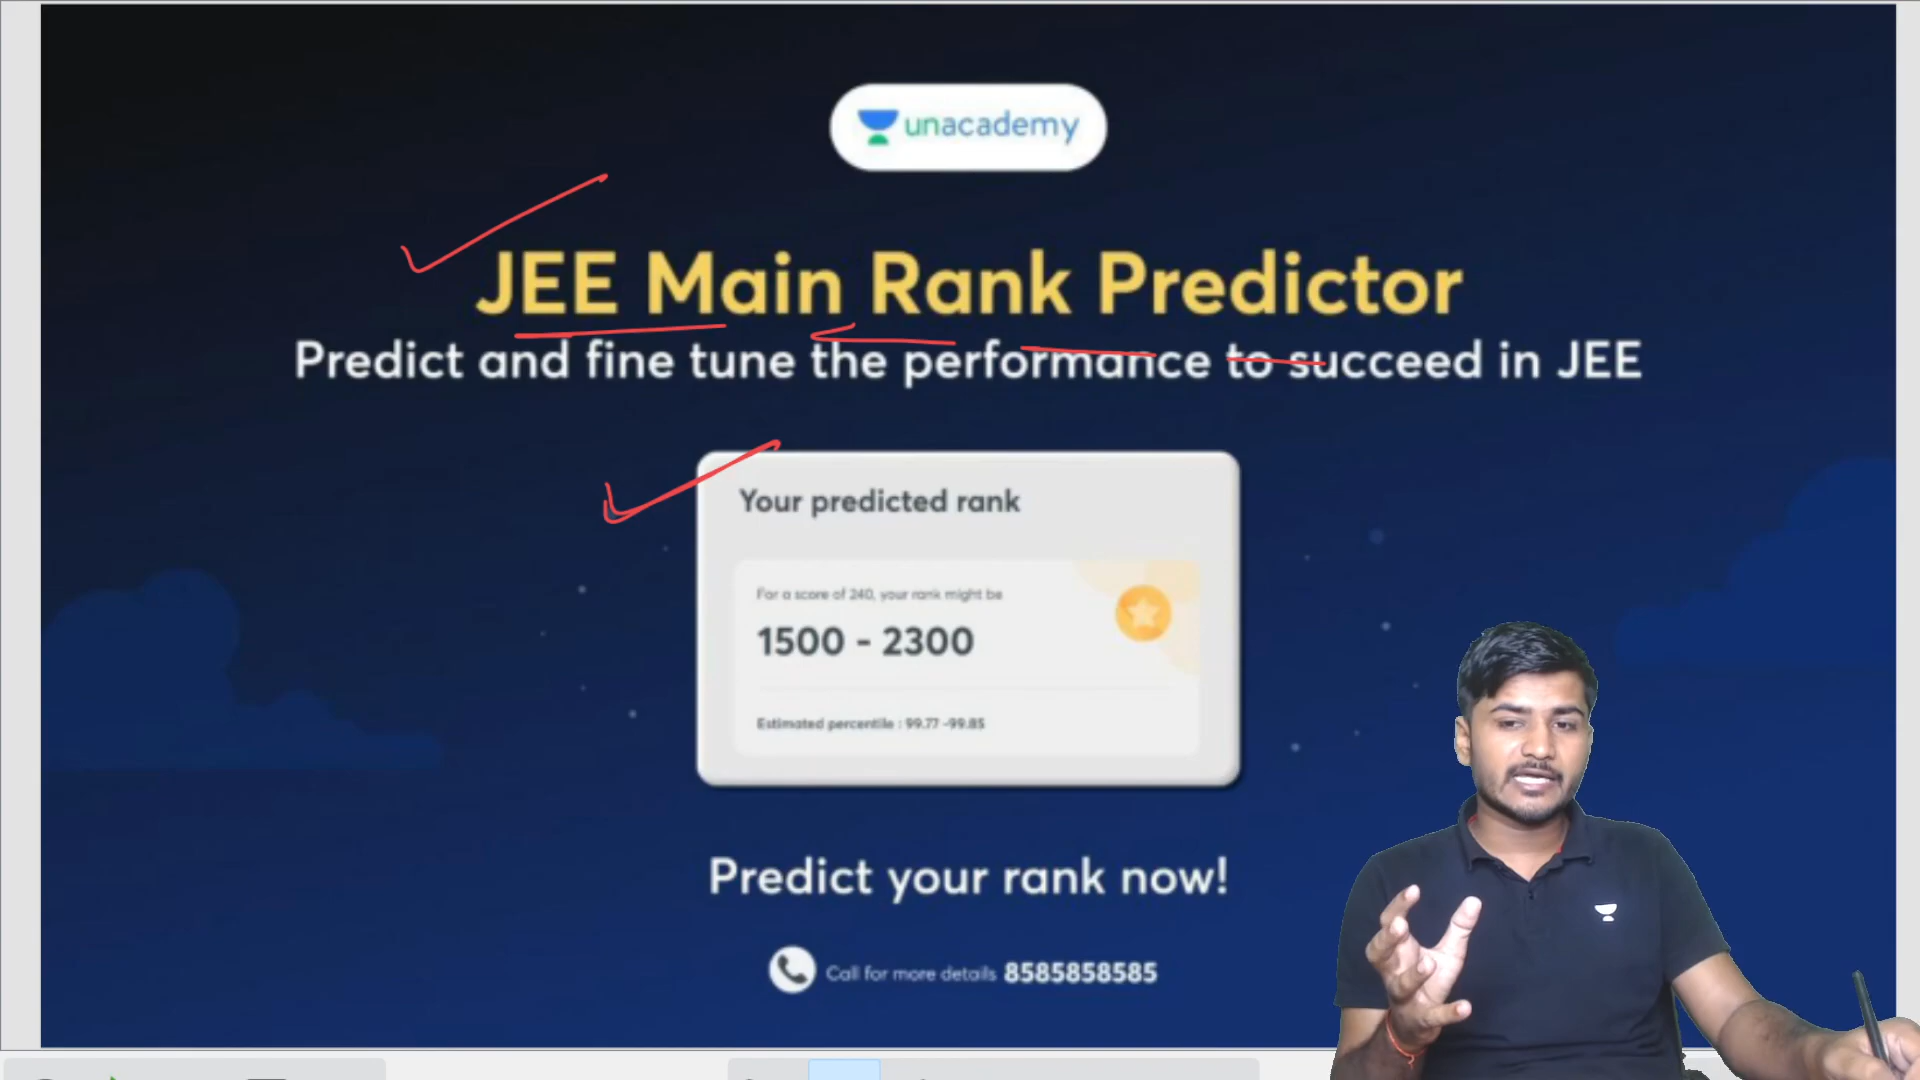 unacademy
JEE Main Rank Predictor
Predict and fine tune the performance to succeed in JEE
Your predicted rank
For a score of 240, your rank might be
1500 - 2300
Estimated percentile : 99.77 -99.85
Predict your rank now!
Call for more details 8585858585